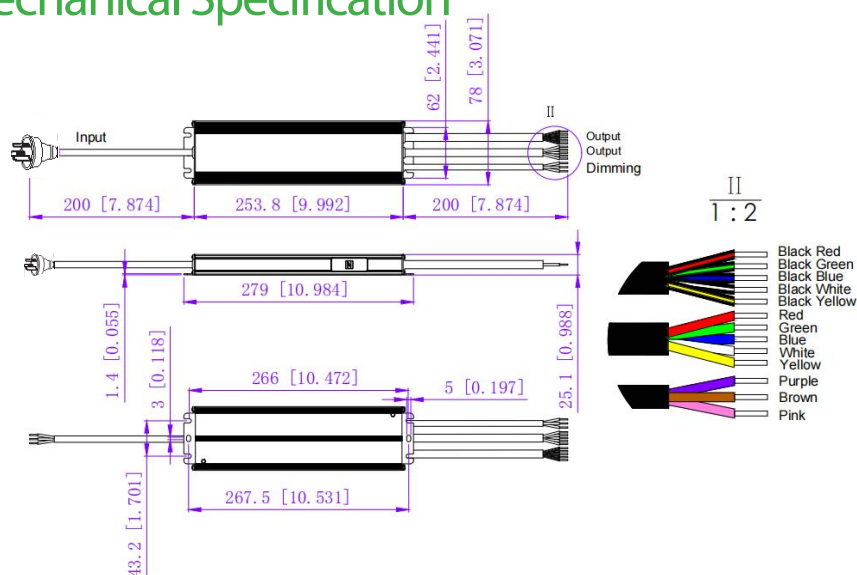 echanical Specification
62 [2.441]
78 [3.071]
II
Input
Output
Output
Dimming
200 [7.874]
253.8 [9.992]
200 [7.874]
II
1:2
N
279 [10.984]
1.4 [0.055]
25.1 [0.988]
Black Red
Black Green
Black Blue
Black White
Black Yellow
Red
Green
Blue
White
Yellow
Purple
Brown
Pink
3 [0.118]
266 [10.472]
5 [0.197]
267.5 [10.531]
43.2 [1.701]